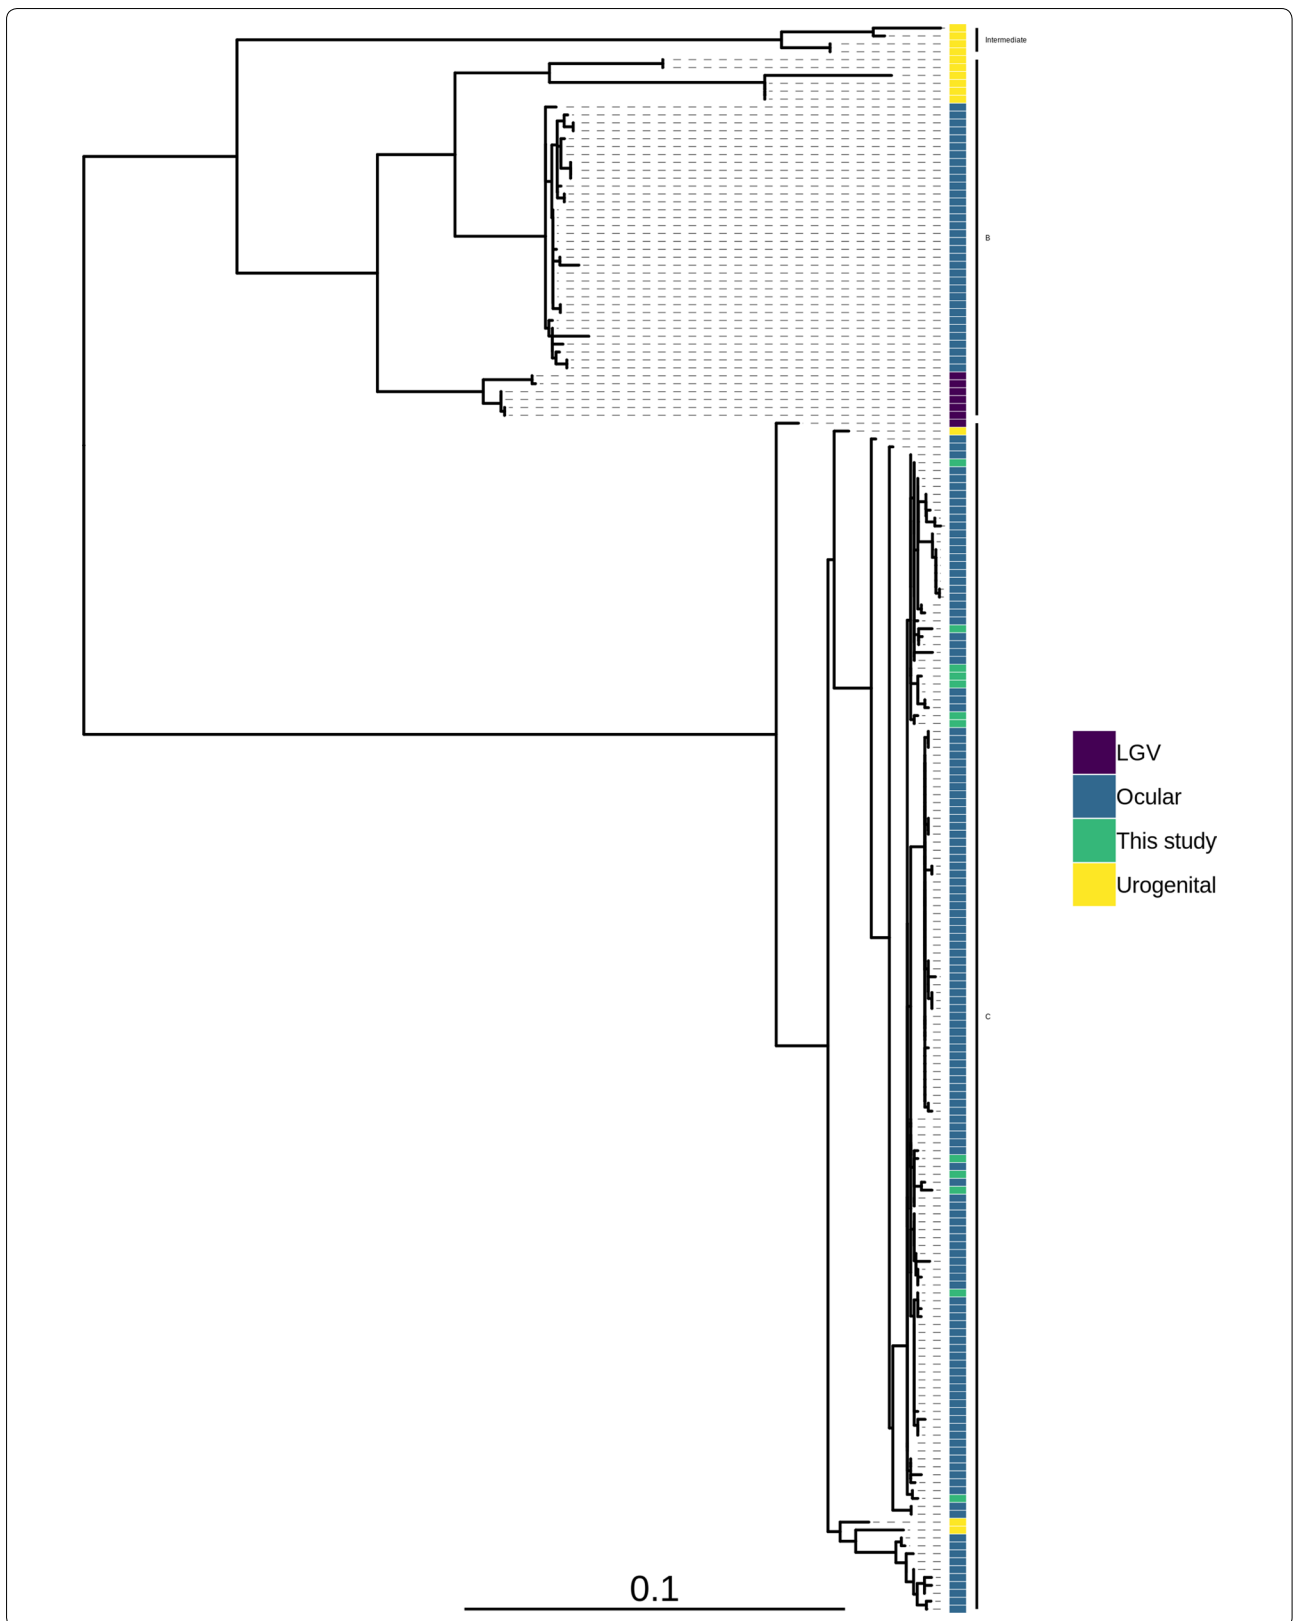 Intermediate
B
LGV
Ocular
This study
Urogenital
C
0.1